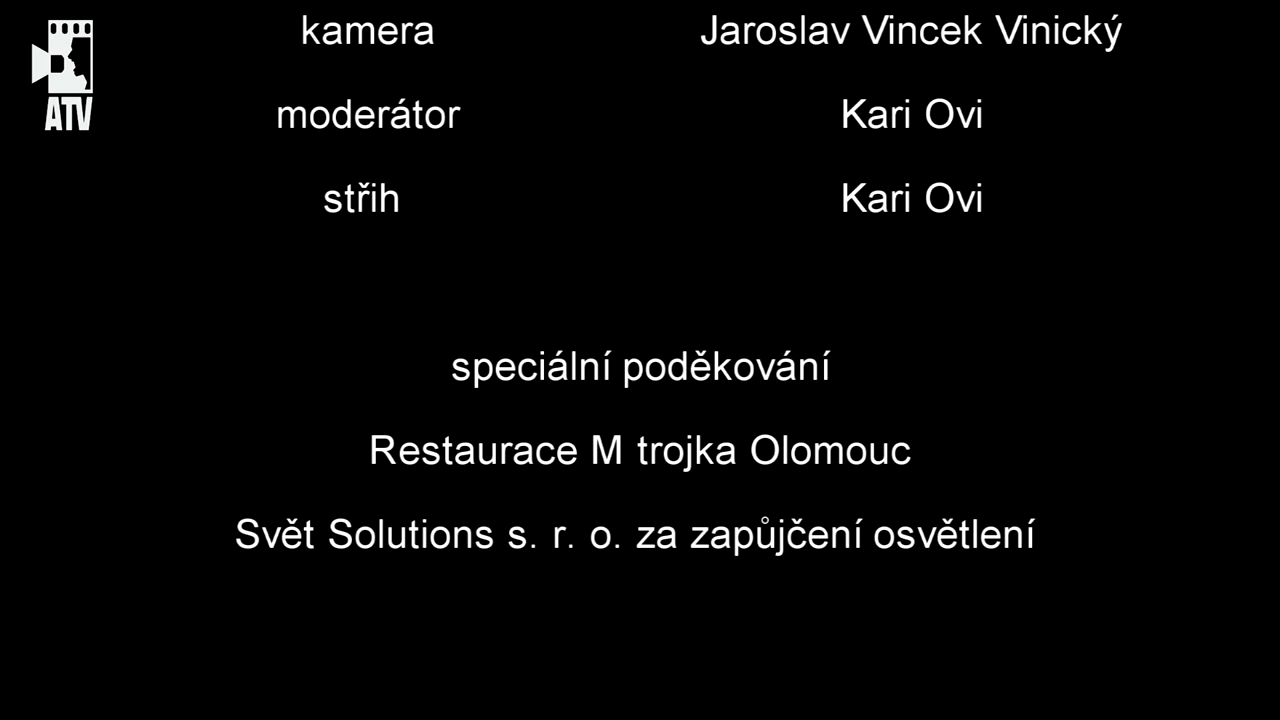 ATV
kamera Jaroslav Vincek Vinický
moderátor Kari Ovi
střih Kari Ovi
speciální poděkování
Restaurace M trojka Olomouc
Svět Solutions s. r. o. za zapůjčení osvětlení